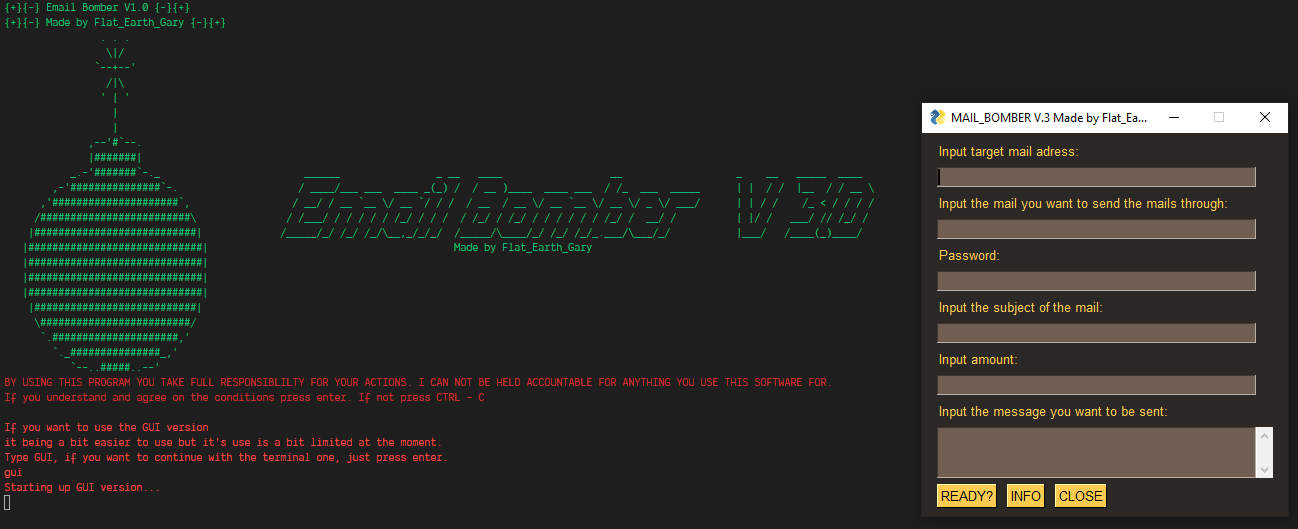 {+}{-} Email Bomber V1.0 {-}{+}
{+}{-} Made by Flat_Earth_Gary {-}{+}
Email Bomber V 3.0
Made by Flat_Earth_Gary
BY USING THIS PROGRAM YOU TAKE FULL RESPONSIBLILTY FOR YOUR ACTIONS. I CAN NOT BE HELD ACCOUNTABLE FOR ANYTHING YOU USE THIS SOFTWARE FOR.
If you understand and agree on the conditions press enter. If not press CTRL - C
If you want to use the GUI version
it being a bit easier to use but it's use is a bit limited at the moment.
Type GUI, if you want to continue with the terminal one, just press enter.
gui
Starting up GUI version...
MAIL_BOMBER V.3 Made by Flat_Ea...
Input target mail adress:
Input the mail you want to send the mails through:
Password:
Input the subject of the mail:
Input amount:
Input the message you want to be sent:
READY? INFO CLOSE